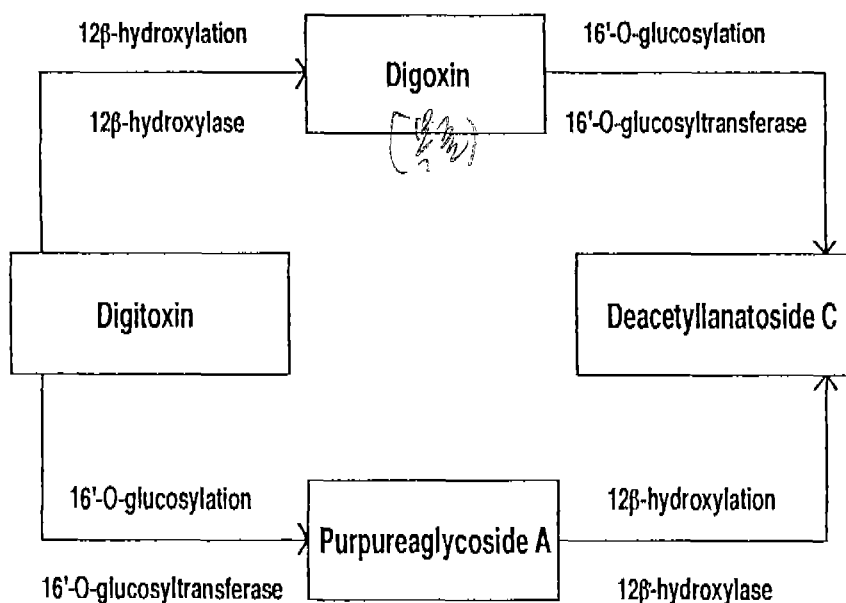 12β-hydroxylation
12β-hydroxylase
Digoxin
16'-O-glucosylation
16'-O-glucosyltransferase
Digitoxin
Deacetyllanatoside C
16'-O-glucosylation
16'-O-glucosyltransferase
Purpureaglycoside A
12β-hydroxylation
12β-hydroxylase